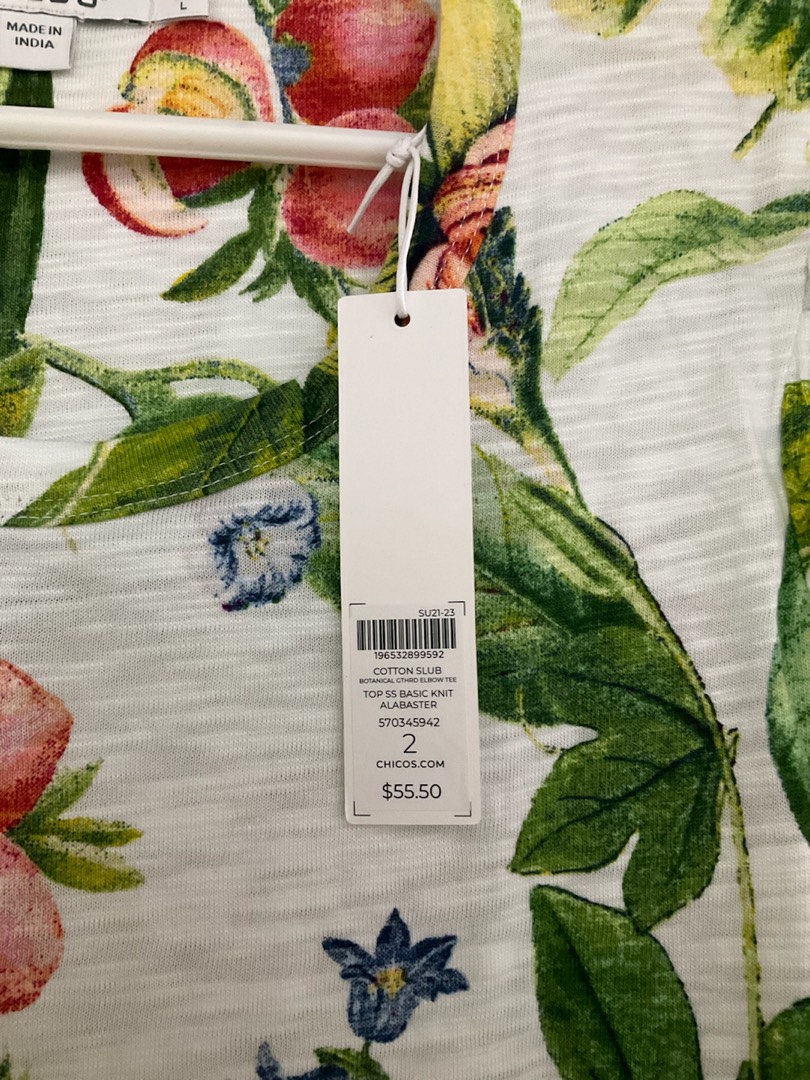 L
MADE IN
INDIA
SU21-23
196532899592
COTTON SLUB
BOTANICAL GTHRD ELBOW TEE
TOP SS BASIC KNIT
ALABASTER
570345942
2
CHICOS.COM
$55.50